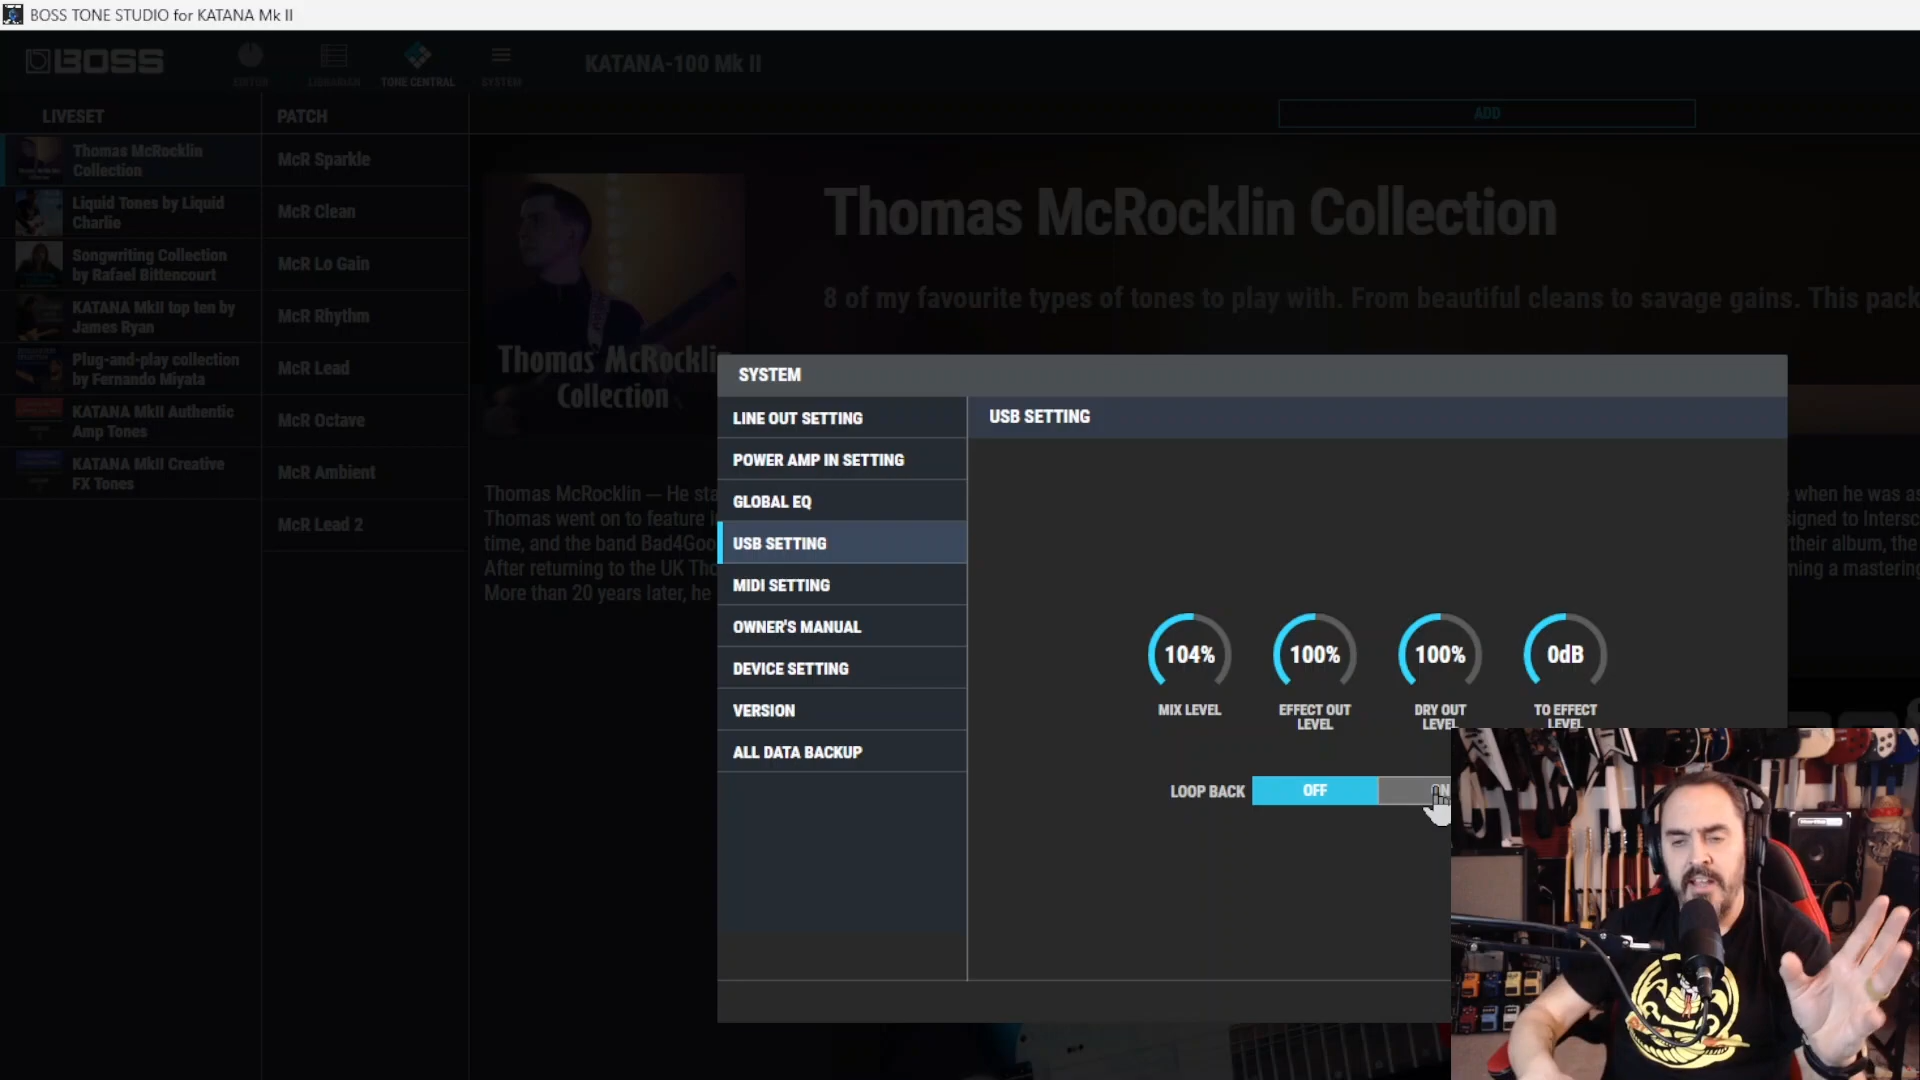 BOSS TONE STUDIO for KATANA Mk II
BOSS
EDITOR
LIBRARIAN
TONE CENTRAL
SYSTEM
KATANA-100 Mk II
LIVESET
PATCH
ADD
Thomas McRocklin
Collection
Liquid Tones by Liquid
Charlie
Songwriting Collection
by Rafael Bittencourt
KATANA MkII top ten by
James Ryan
Plug-and-play collection
by Fernando Miyata
KATANA MkII Authentic
Amp Tones
KATANA MkII Creative
FX Tones
McR Sparkle
McR Clean
McR Lo Gain
McR Rhythm
McR Lead
McR Octave
McR Ambient
McR Lead 2
Thomas McRocklin
Collection
Thomas McRocklin Collection
8 of my favourite types of tones to play with. From beautiful cleans to savage gains. This pack
Thomas McRocklin — He sta
Thomas went on to feature i
time, and the band Bad4Goo
After returning to the UK Tho
More than 20 years later, he
when he was as
signed to Intersc
their album, the
ning a mastering
SYSTEM
LINE OUT SETTING
POWER AMP IN SETTING
GLOBAL EQ
USB SETTING
MIDI SETTING
OWNER'S MANUAL
DEVICE SETTING
VERSION
ALL DATA BACKUP
USB SETTING
104%
100%
100%
0dB
MIX LEVEL
EFFECT OUT
LEVEL
DRY OUT
LEVEL
TO EFFECT
LEVEL
LOOP BACK
OFF
ON